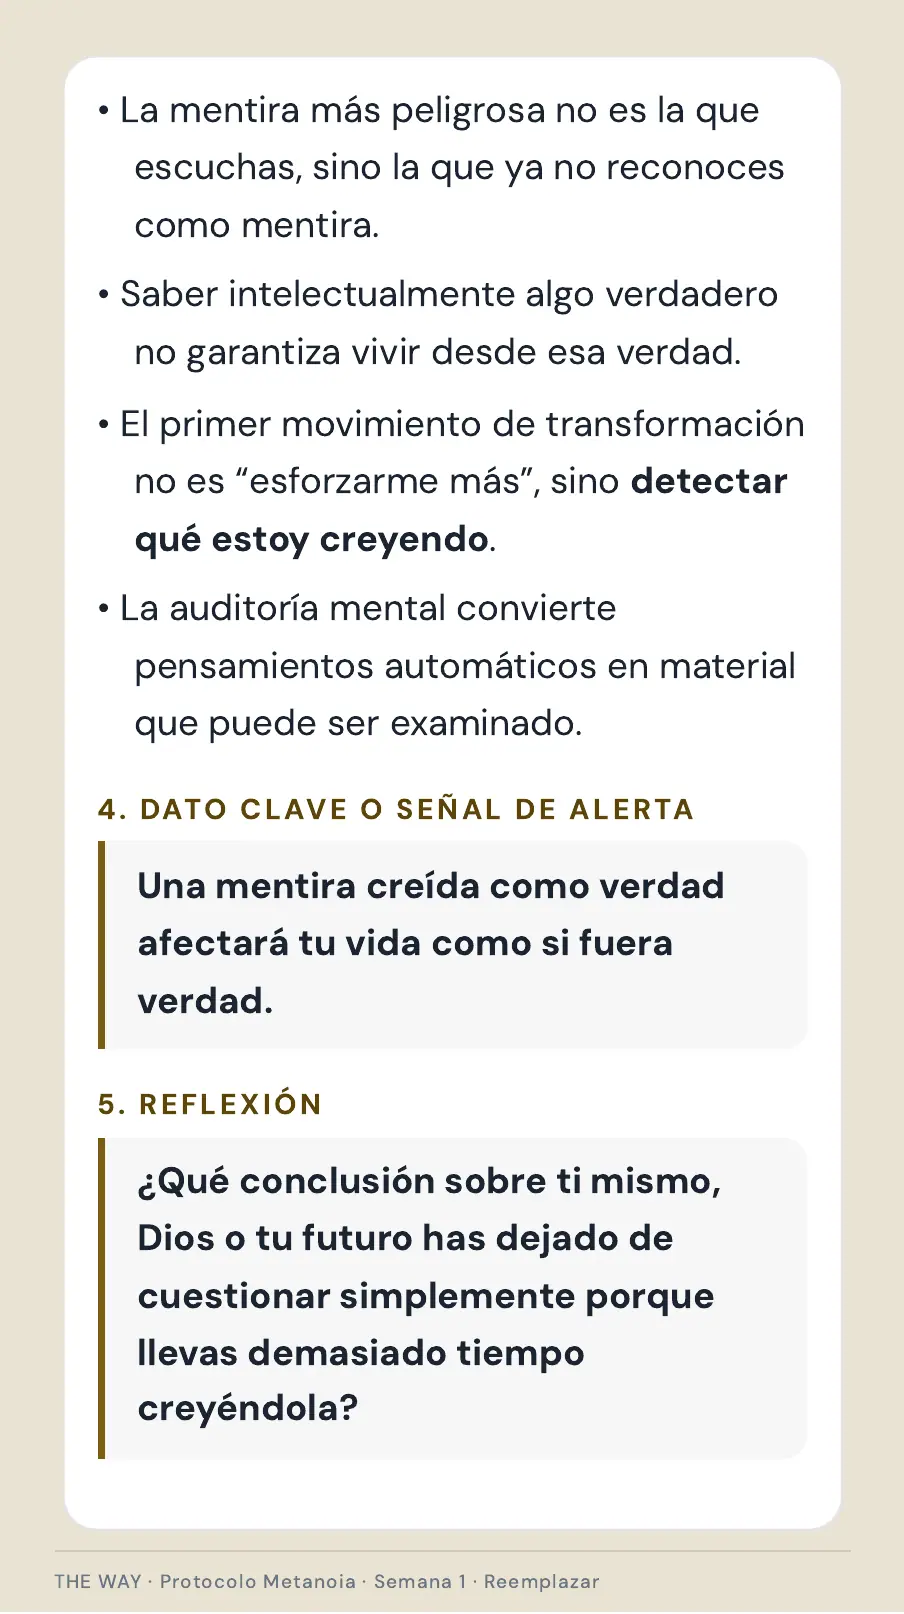 • La mentira más peligrosa no es la que
escuchas, sino la que ya no reconoces
como mentira.
• Saber intelectualmente algo verdadero
no garantiza vivir desde esa verdad.
• El primer movimiento de transformación
no es “esforzarme más”, sino detectar
qué estoy creyendo.
• La auditoría mental convierte
pensamientos automáticos en material
que puede ser examinado.
4. DATO CLAVE O SEÑAL DE ALERTA
Una mentira creída como verdad
afectará tu vida como si fuera
verdad.
5. REFLEXIÓN
¿Qué conclusión sobre ti mismo,
Dios o tu futuro has dejado de
cuestionar simplemente porque
llevas demasiado tiempo
creyéndola?
THE WAY · Protocolo Metanoia · Semana 1 · Reemplazar